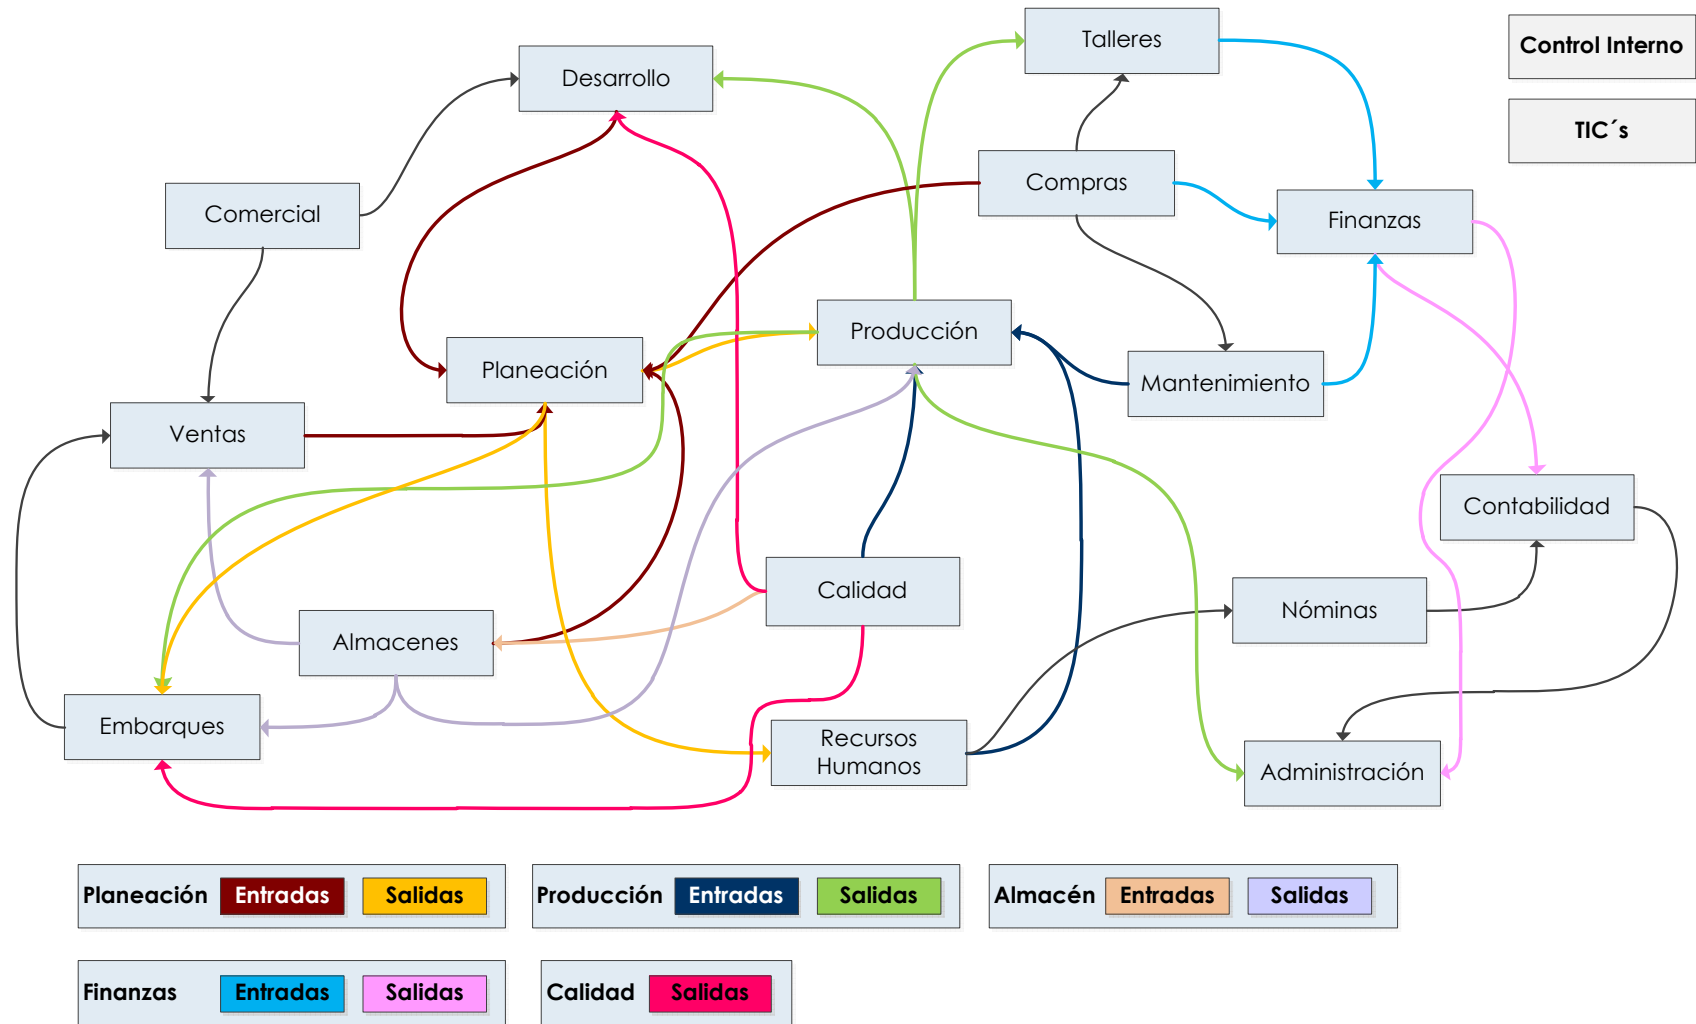 Talleres
Control Interno
Desarrollo
TIC´s
Compras
Comercial
Finanzas
Producción
Planeación
Mantenimiento
Ventas
Contabilidad
Calidad
Nóminas
Almacenes
Embarques
Recursos
Humanos
Administración
Planeación Entradas Salidas
Producción Entradas Salidas
Almacén Entradas Salidas
Finanzas Entradas Salidas
Calidad Salidas